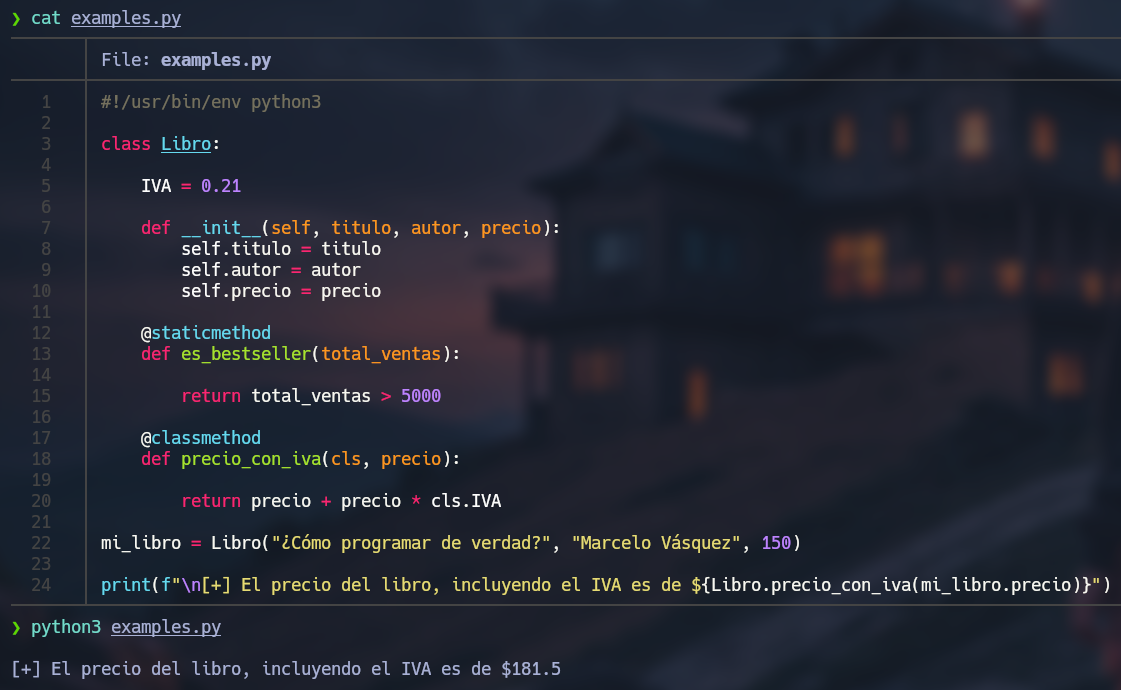 ❯ cat examples.py
File: examples.py
1 #!/usr/bin/env python3
2
3 class Libro:
4
5     IVA = 0.21
6
7     def __init__(self, titulo, autor, precio):
8         self.titulo = titulo
9         self.autor = autor
10         self.precio = precio
11
12     @staticmethod
13     def es_bestseller(total_ventas):
14
15         return total_ventas > 5000
16
17     @classmethod
18     def precio_con_iva(cls, precio):
19
20         return precio + precio * cls.IVA
21
22 mi_libro = Libro("¿Cómo programar de verdad?", "Marcelo Vásquez", 150)
23
24 print(f"\n[+] El precio del libro, incluyendo el IVA es de ${Libro.precio_con_iva(mi_libro.precio)}")
❯ python3 examples.py
[+] El precio del libro, incluyendo el IVA es de $181.5